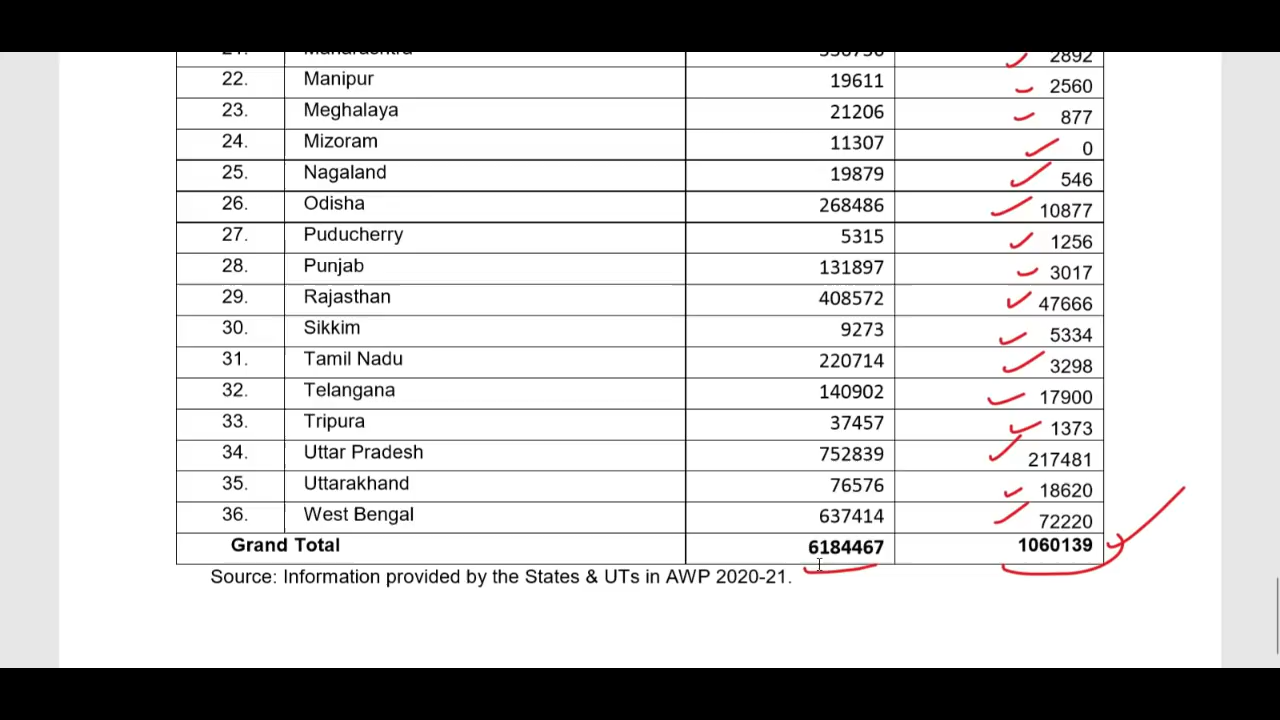 2892
22. Manipur 19611 2560
23. Meghalaya 21206 877
24. Mizoram 11307 0
25. Nagaland 19879 546
26. Odisha 268486 10877
27. Puducherry 5315 1256
28. Punjab 131897 3017
29. Rajasthan 408572 47666
30. Sikkim 9273 5334
31. Tamil Nadu 220714 3298
32. Telangana 140902 17900
33. Tripura 37457 1373
34. Uttar Pradesh 752839 217481
35. Uttarakhand 76576 18620
36. West Bengal 637414 72220
Grand Total 6184467 1060139
Source: Information provided by the States & UTs in AWP 2020-21.